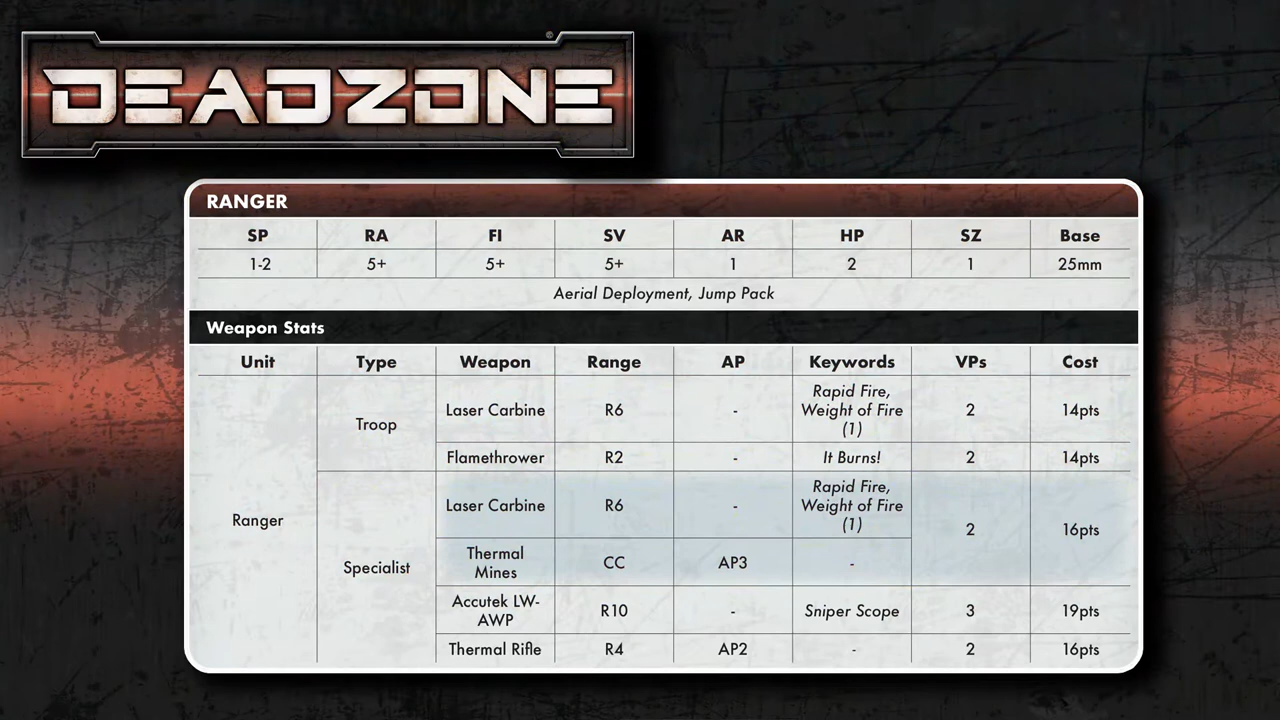 DEADZONE
RANGER
SP RA FI SV AR HP SZ Base
1-2 5+ 5+ 5+ 1 2 1 25mm
Aerial Deployment, Jump Pack
Weapon Stats
Unit Type Weapon Range AP Keywords VPs Cost
Ranger
Troop
Laser Carbine R6 - Rapid Fire,
Weight of Fire
(1) 2 14pts
Flamethrower R2 - It Burns! 2 14pts
Specialist
Laser Carbine R6 - Rapid Fire,
Weight of Fire
(1) 2 16pts
Thermal
Mines CC AP3 -
Accutek LW-
AWP R10 - Sniper Scope 3 19pts
Thermal Rifle R4 AP2 - 2 16pts